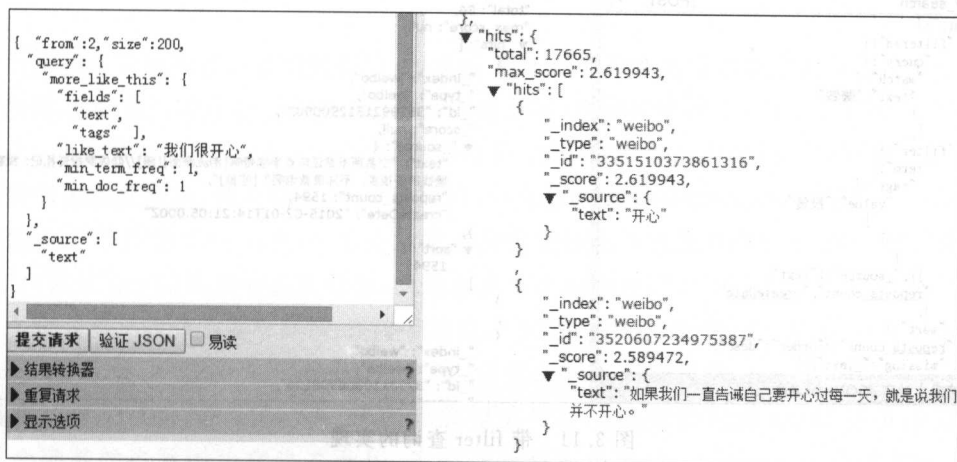 {  "from":2,"size":200,
"query": {
"more_like_this": {
"fields": [
"text",
"tags"  ],
"like_text": "我们很开心",
"min_term_freq": 1,
"min_doc_freq": 1
}
},
"_source": [
"text"
]
}
提交请求 验证 JSON 易读
▶ 结果转换器 ?
▶ 重复请求 ?
▶ 显示选项 ?
},
▼ "hits": {
"total": 17665,
"max_score": 2.619943,
▼ "hits": [
{
"_index": "weibo",
"_type": "weibo",
"_id": "3351510373861316",
"_score": 2.619943,
▼ "_source": {
"text": "开心"
}
}
,
{
"_index": "weibo",
"_type": "weibo",
"_id": "3520607234975387",
"_score": 2.589472,
▼ "_source": {
"text": "如果我们一直告诫自己要开心过每一天，就是说我们
并不开心。"
}
}